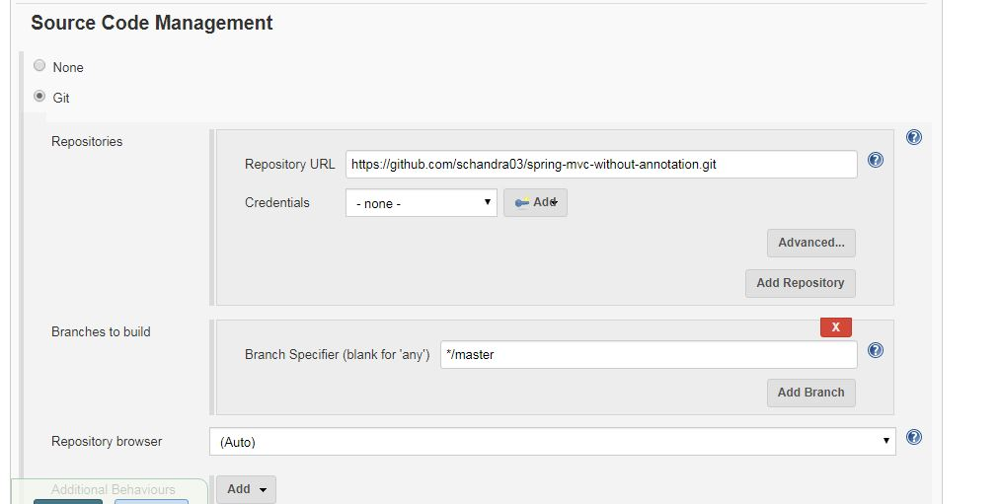 Source Code Management
None
Git
Repositories
Repository URL https://github.com/schandra03/spring-mvc-without-annotation.git
Credentials - none - Add
Advanced...
Add Repository
Branches to build
X
Branch Specifier (blank for 'any') */master
Add Branch
Repository browser (Auto)
Additional Behaviours Add